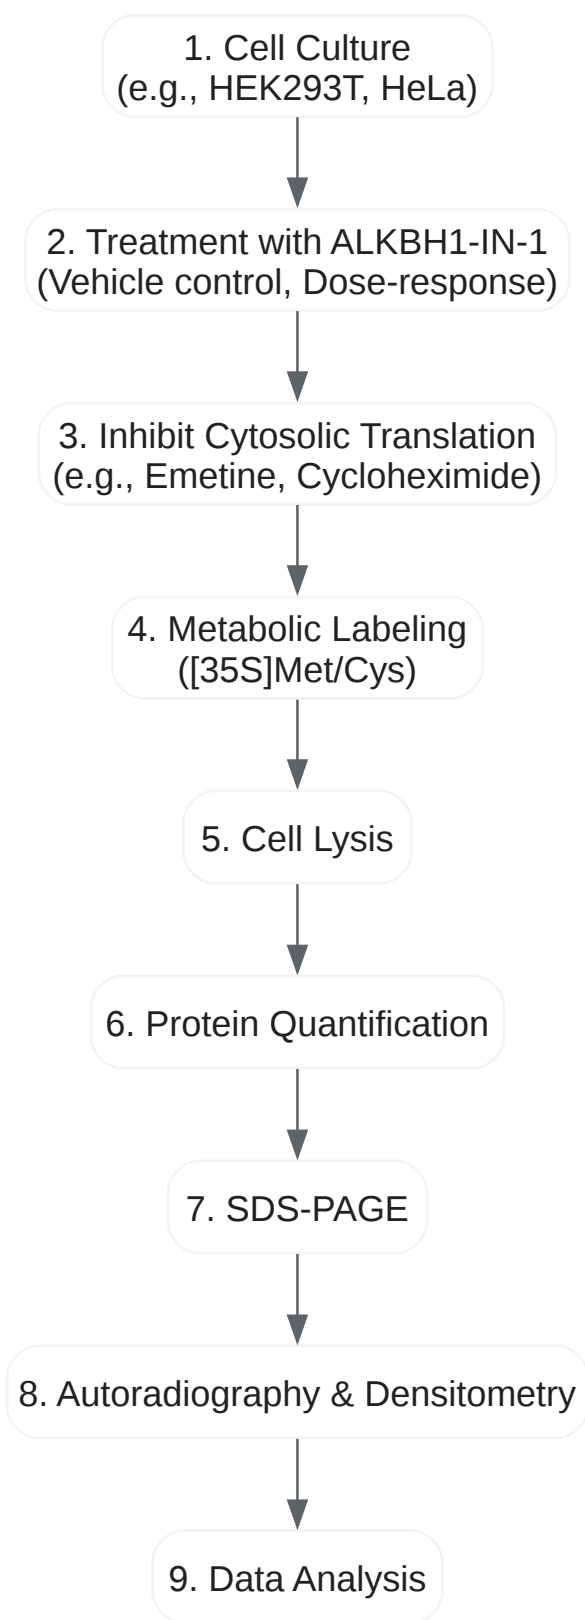 1. Cell Culture
(e.g., HEK293T, HeLa)
2. Treatment with ALKBH1-IN-1
(Vehicle control, Dose-response)
3. Inhibit Cytosolic Translation
(e.g., Emetine, Cycloheximide)
4. Metabolic Labeling
([35S]Met/Cys)
5. Cell Lysis
6. Protein Quantification
7. SDS-PAGE
8. Autoradiography & Densitometry
9. Data Analysis